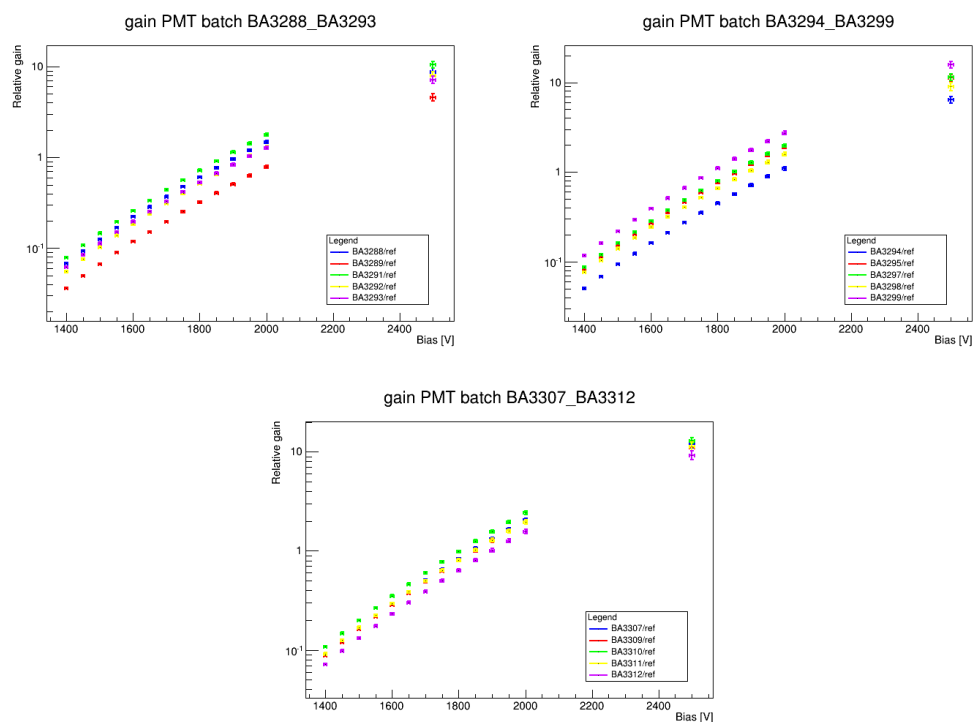 gain PMT batch BA3288_BA3293
Relative gain
10
1
10^-1
1400 1600 1800 2000 2200 2400
Bias [V]
Legend
BA3288/ref
BA3289/ref
BA3291/ref
BA3292/ref
BA3293/ref
gain PMT batch BA3294_BA3299
Relative gain
10
1
10^-1
1400 1600 1800 2000 2200 2400
Bias [V]
Legend
BA3294/ref
BA3295/ref
BA3297/ref
BA3298/ref
BA3299/ref
gain PMT batch BA3307_BA3312
Relative gain
10
1
10^-1
1400 1600 1800 2000 2200 2400
Bias [V]
Legend
BA3307/ref
BA3309/ref
BA3310/ref
BA3311/ref
BA3312/ref